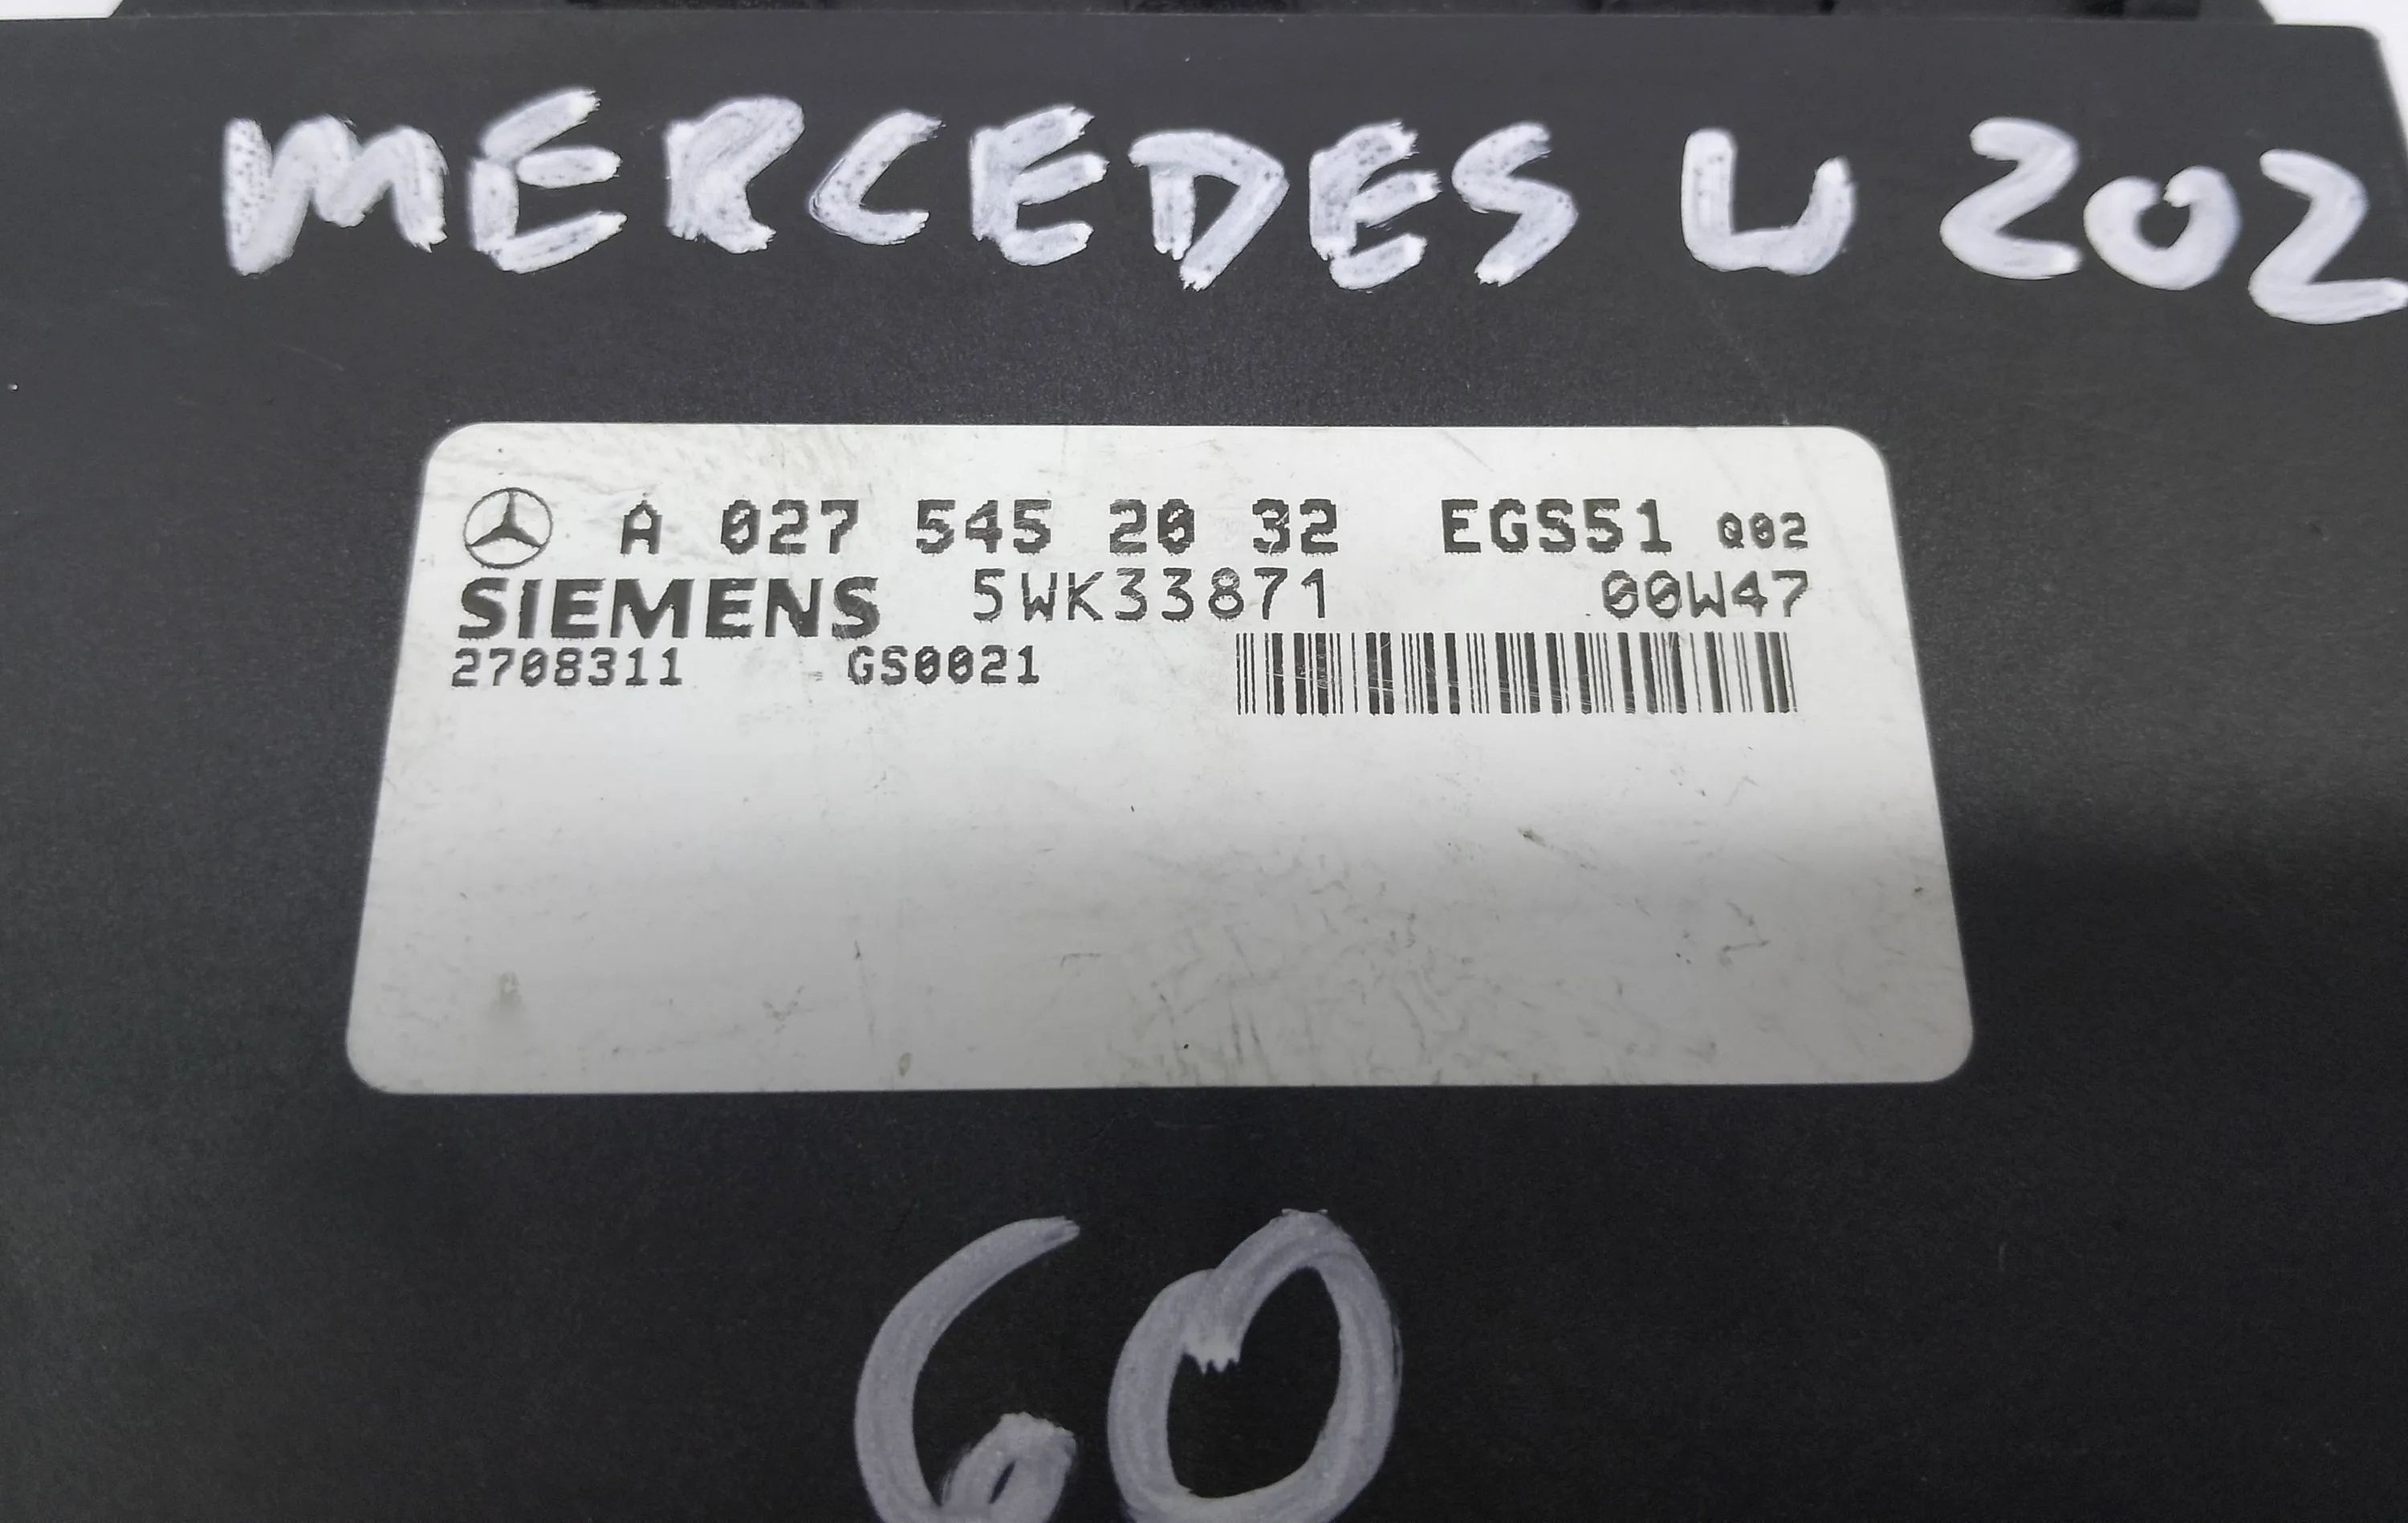 MERCEDES W 202
A 027 545 20 32 EGS51 Q02
SIEMENS 5WK33871 00W47
2708311 GS0021
60